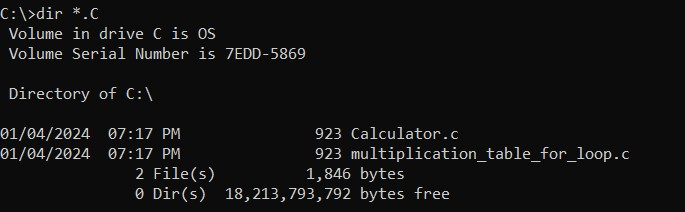 C:\>dir *.C
Volume in drive C is OS
Volume Serial Number is 7EDD-5869
Directory of C:\
01/04/2024  07:17 PM               923 Calculator.c
01/04/2024  07:17 PM               923 multiplication_table_for_loop.c
2 File(s)          1,846 bytes
0 Dir(s)  18,213,793,792 bytes free